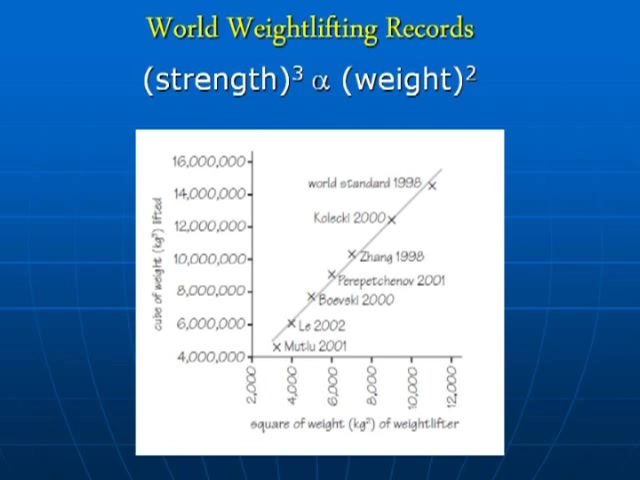 World Weightlifting Records
(strength)³ α (weight)²
16,000,000
world standard 1998
14,000,000
Kolecki 2000
12,000,000
10,000,000
Zhang 1998
Perepetchenov 2001
8,000,000
Boevski 2000
6,000,000
Le 2002
Mutlu 2001
4,000,000
cube of weight (kg³) lifted
2,000
4,000
6,000
8,000
10,000
12,000
square of weight (kg²) of weightlifter